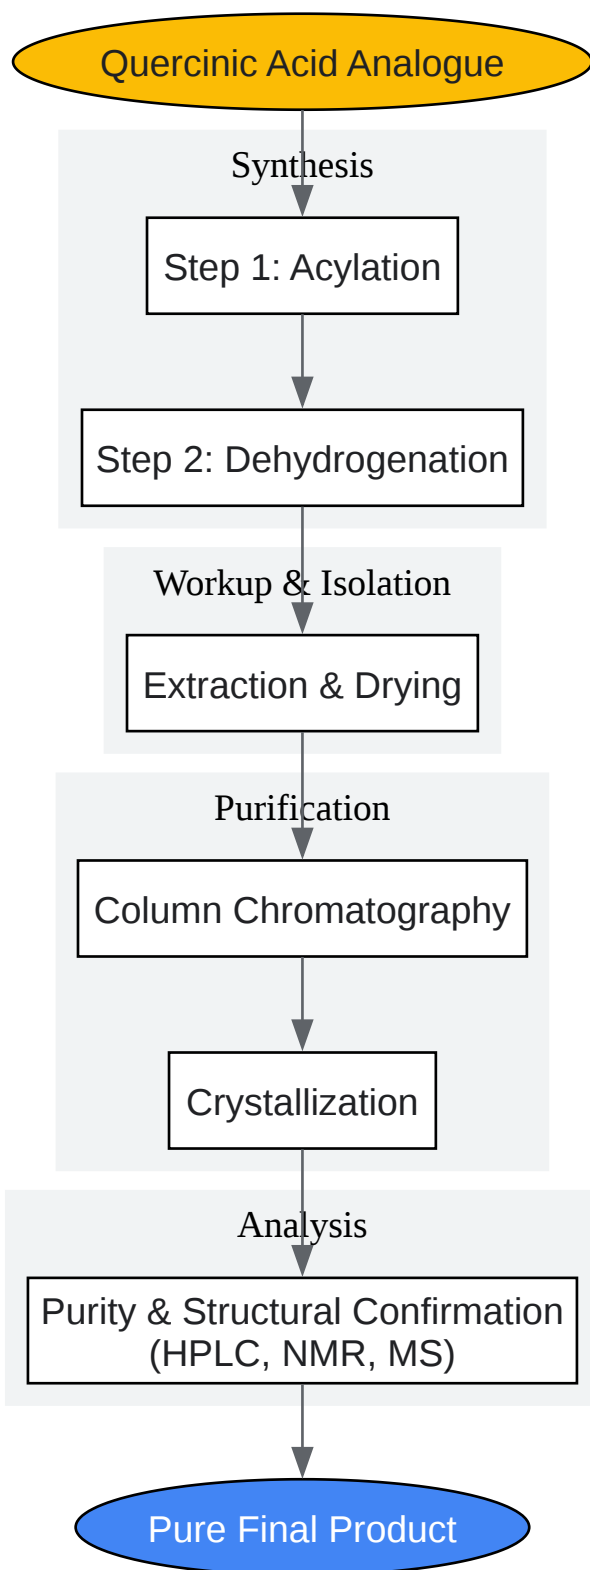 Quercinic Acid Analogue
Synthesis
Step 1: Acylation
Step 2: Dehydrogenation
Workup & Isolation
Extraction & Drying
Purification
Column Chromatography
Crystallization
Analysis
Purity & Structural Confirmation
(HPLC, NMR, MS)
Pure Final Product